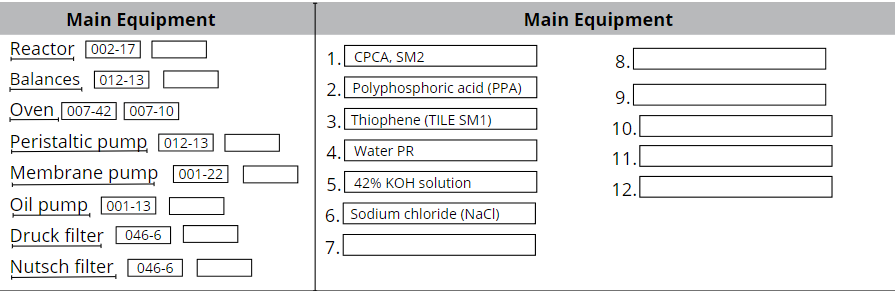 Main Equipment
Reactor 002-17
Balances 012-13
Oven 007-42 007-10
Peristaltic pump 012-13
Membrane pump 001-22
Oil pump 001-13
Druck filter 046-6
Nutsch filter 046-6
Main Equipment
1. CPCA, SM2
2. Polyphosphoric acid (PPA)
3. Thiophene (TILE SM1)
4. Water PR
5. 42% KOH solution
6. Sodium chloride (NaCl)
7.
8.
9.
10.
11.
12.